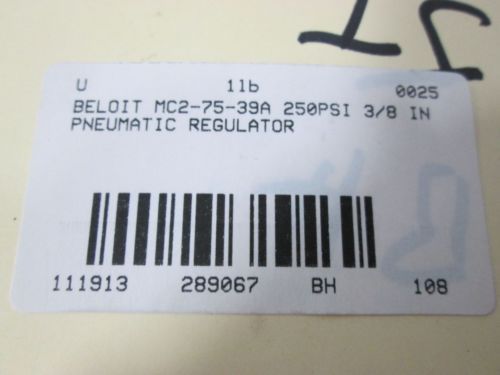 U 1lb 0025
BELOIT MC2-75-39A 250PSI 3/8 IN
PNEUMATIC REGULATOR
111913 289067 BH 108